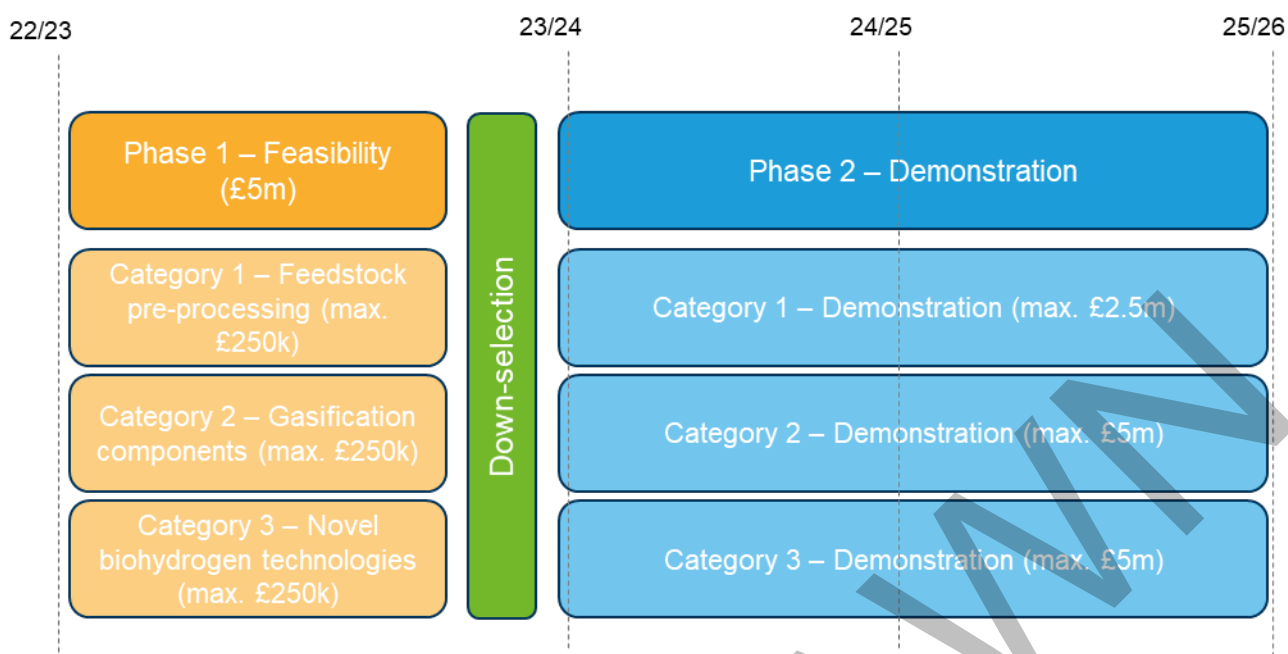 22/23
23/24
24/25
25/26
Phase 1 – Feasibility
(£5m)
Phase 2 – Demonstration
Down-selection
Category 1 – Feedstock
pre-processing (max.
£250k)
Category 1 – Demonstration (max. £2.5m)
Category 2 – Gasification
components (max. £250k)
Category 2 – Demonstration (max. £5m)
Category 3 – Novel
biohydrogen technologies
(max. £250k)
Category 3 – Demonstration (max. £5m)